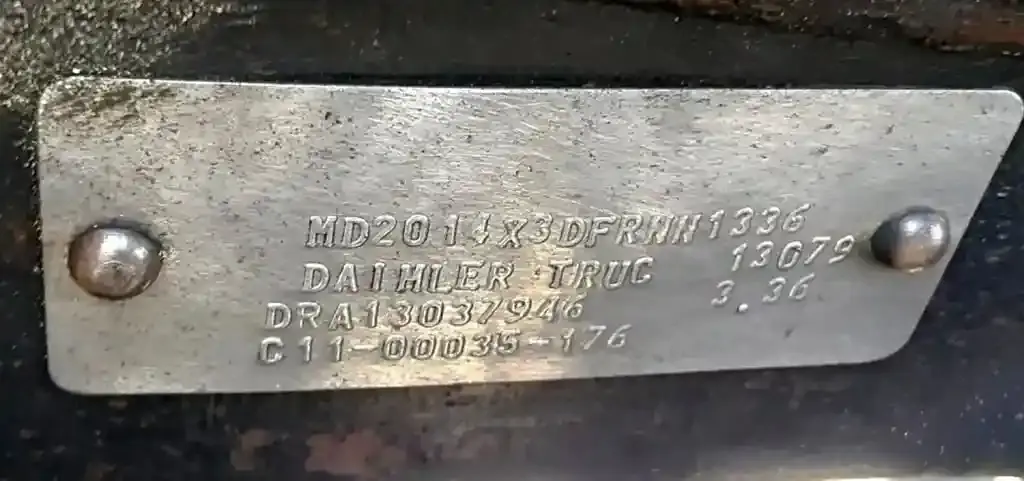 MD2014X3DFRNN1336
DAIMLER TRUC 13079
DRA13037946 3.36
C11-00035-176